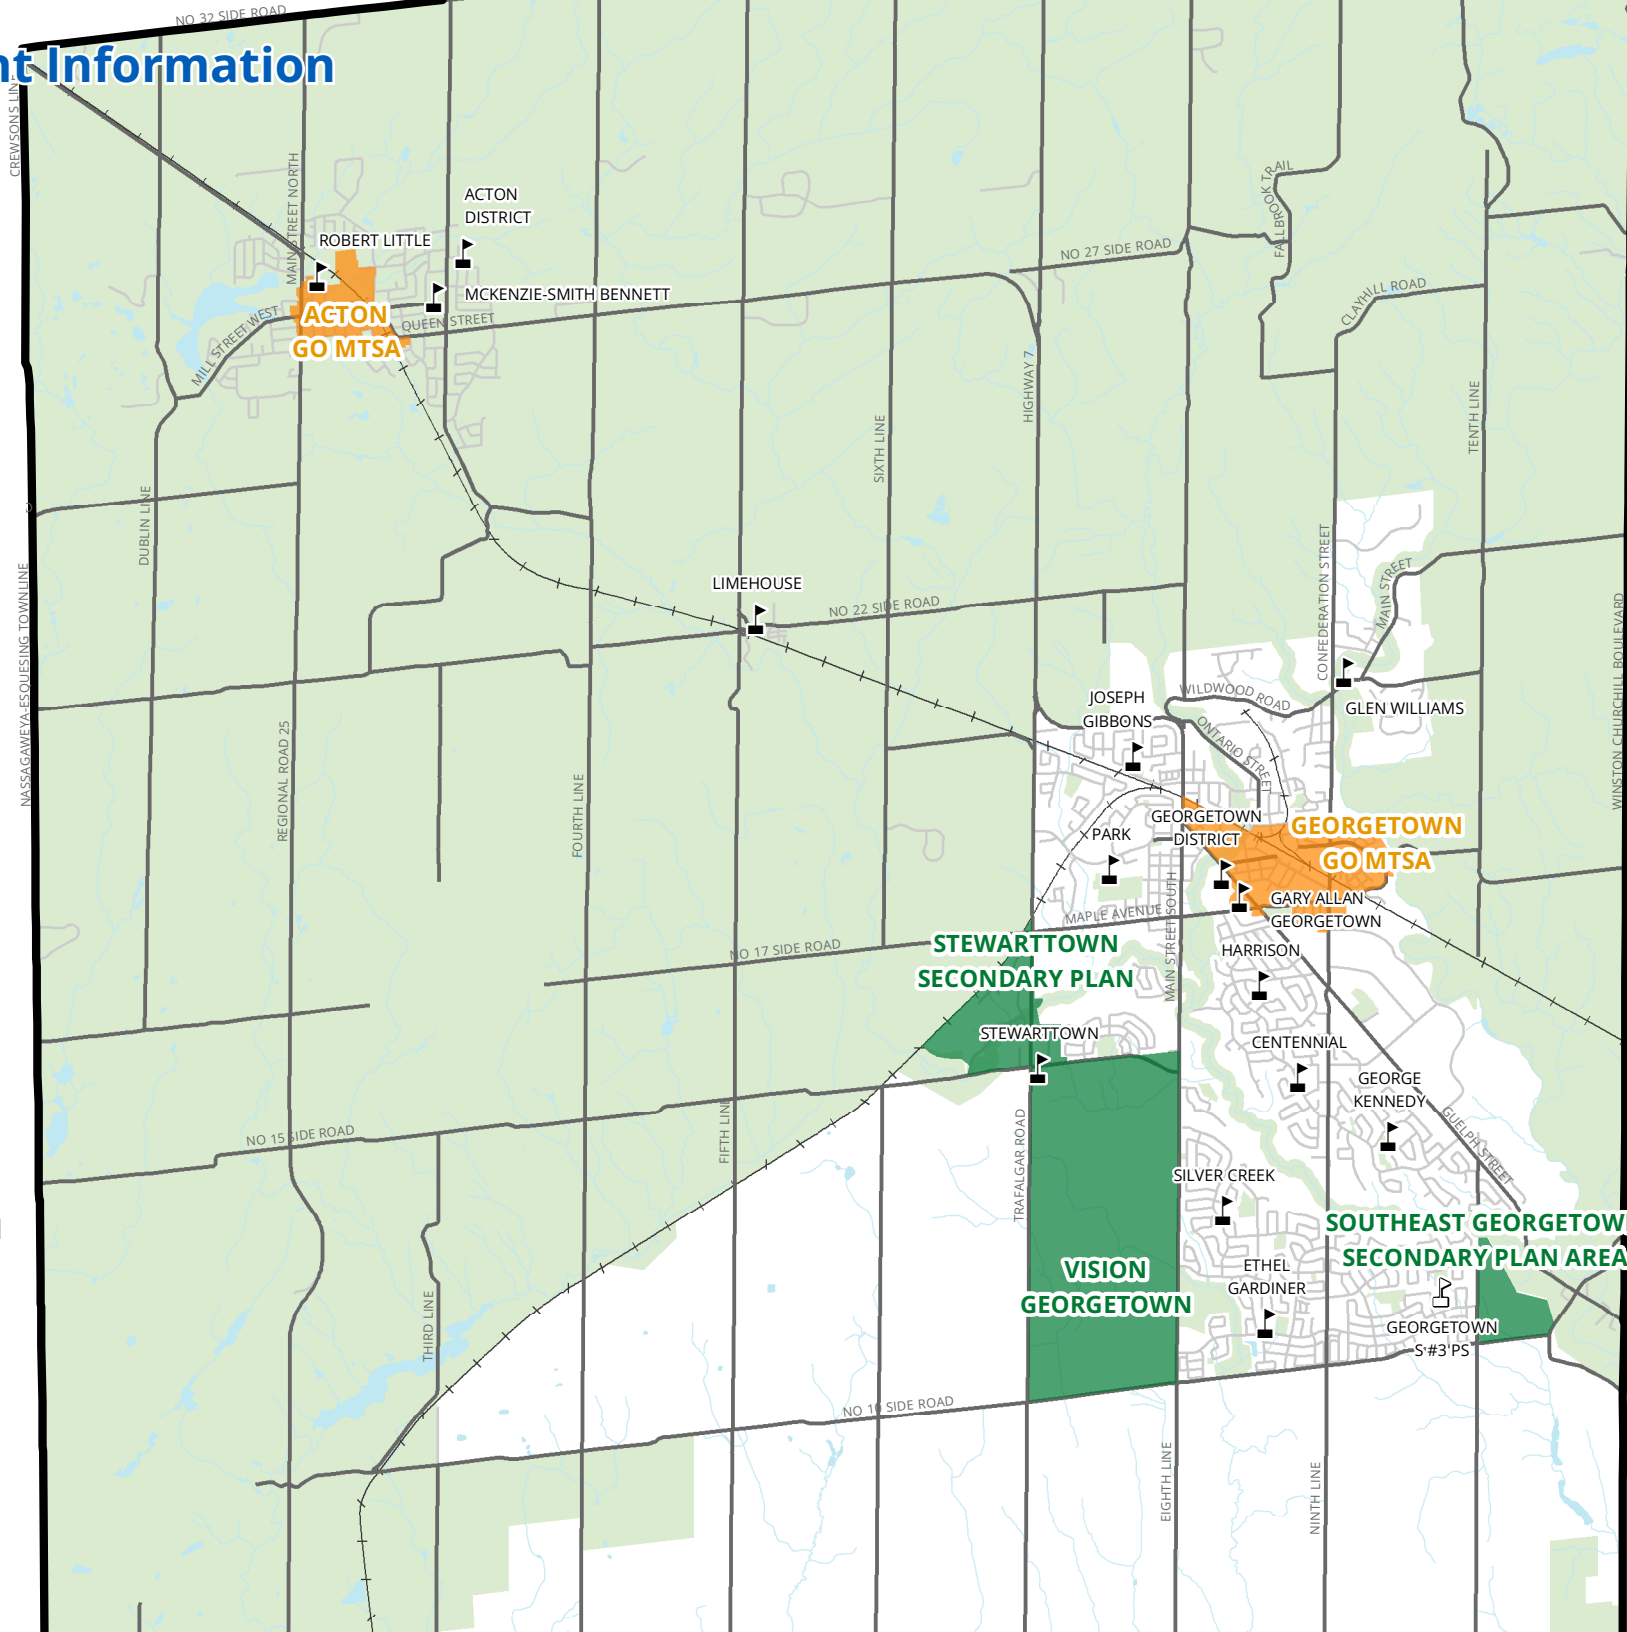 NO 32 SIDE ROAD
nt Information
CREWSONS LINE
MAIN STREET NORTH
ACTON
DISTRICT
ROBERT LITTLE
MCKENZIE-SMITH BENNETT
ACTON
GO MTSA
QUEEN STREET
MILL STREET WEST
NO 27 SIDE ROAD
FALLBROOK TRAIL
CLAYHILL ROAD
HIGHWAY 7
SIXTH LINE
TENTH LINE
DUBLIN LINE
NASSAGAWEYA-ESQUESING TOWNLINE
LIMEHOUSE
NO 22 SIDE ROAD
CONFEDERATION STREET
MAIN STREET
WINSTON CHURCHILL BOULEVARD
JOSEPH
GIBBONS
WILDWOOD ROAD
GLEN WILLIAMS
ONTARIO STREET
REGIONAL ROAD 25
FOURTH LINE
GEORGETOWN
DISTRICT
PARK
GEORGETOWN
GO MTSA
GARY ALLAN
GEORGETOWN
MAPLE AVENUE
MAIN STREET SOUTH
NO 17 SIDE ROAD
STEWARTTOWN
SECONDARY PLAN
HARRISON
STEWARTTOWN
CENTENNIAL
GEORGE
KENNEDY
GUELPH STREET
NO 15 SIDE ROAD
FIFTH LINE
TRAFALGAR ROAD
SILVER CREEK
SOUTHEAST GEORGETOW
SECONDARY PLAN AREA
VISION
GEORGETOWN
ETHEL
GARDINER
GEORGETOWN
S #3 PS
THIRD LINE
NO 10 SIDE ROAD
EIGHTH LINE
NINTH LINE